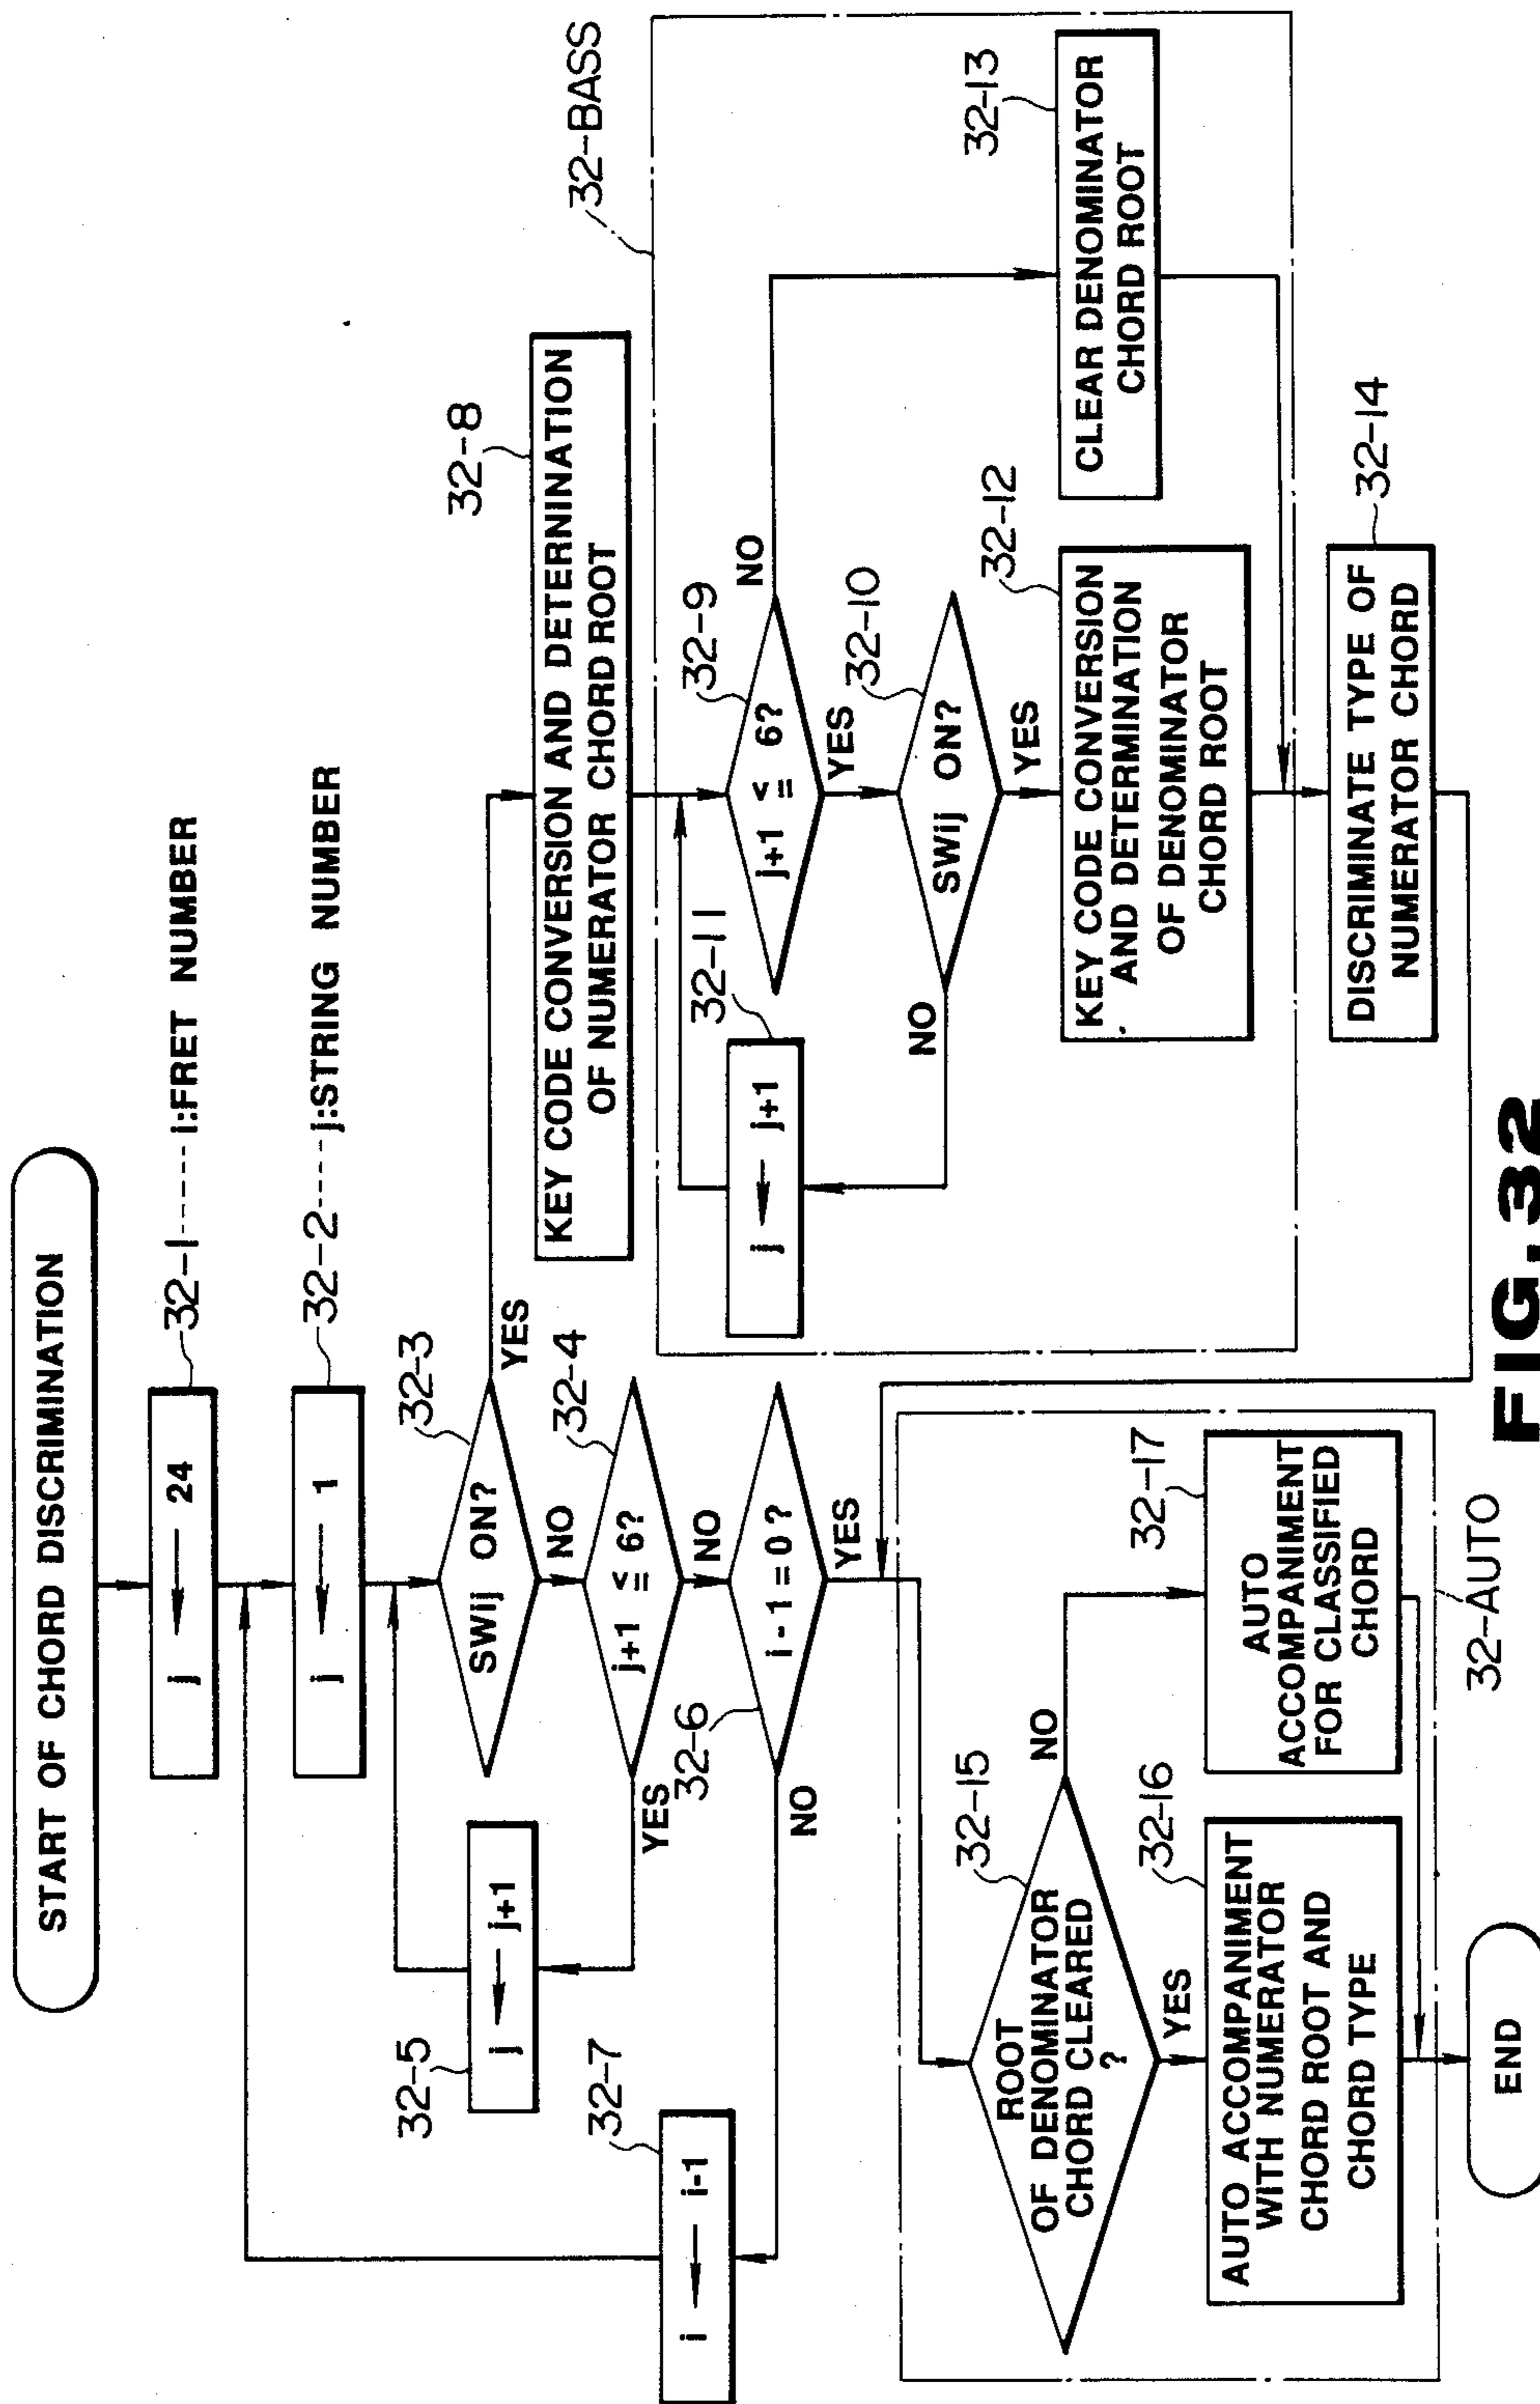 START OF CHORD DISCRIMINATION
j ← 24
32-1 i:FRET NUMBER
j ← 1
32-2 j:STRING NUMBER
SWij ON?
32-3
YES
NO
j+1 <= 6?
32-4
YES
NO
j ← j+1
32-5
i - 1 = 0 ?
32-6
NO
YES
i ← i-1
32-7
KEY CODE CONVERSION AND DETERNINATION
OF NUMERATOR CHORD ROOT
32-8
32-BASS
j+1 <= 6?
32-9
NO
YES
SWij ON?
32-10
NO
YES
j ← j+1
32-11
KEY CODE CONVERSION
AND DETERMINATION
OF DENOMINATOR
CHORD ROOT
32-12
CLEAR DENOMINATOR
CHORD ROOT
32-13
DISCRIMINATE TYPE OF
NUMERATOR CHORD
32-14
ROOT
OF DENOMINATOR
CHORD CLEARED
?
32-15
NO
YES
AUTO ACCOMPANIMENT
WITH NUMERATOR
CHORD ROOT AND
CHORD TYPE
32-16
AUTO
ACCOMPANIMENT
FOR CLASSIFIED
CHORD
32-17
32-AUTO
END
FIG.32